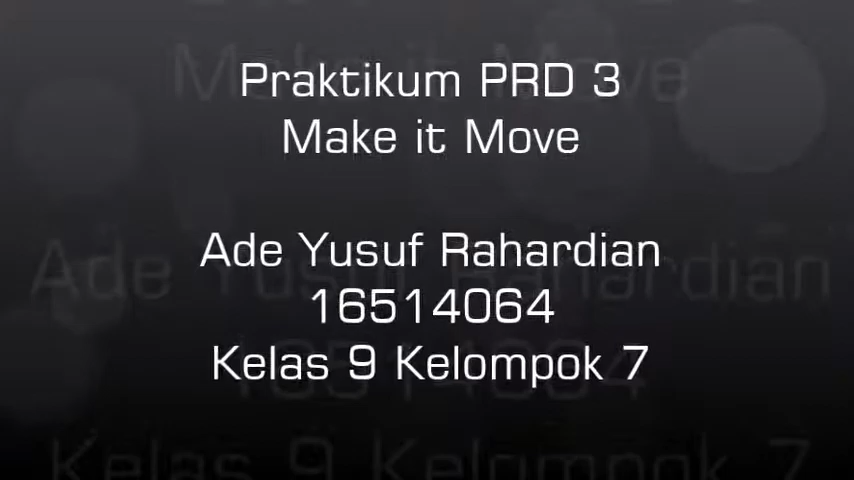 Praktikum PRD 3
Make it Move
Ade Yusuf Rahardian
16514064
Kelas 9 Kelompok 7